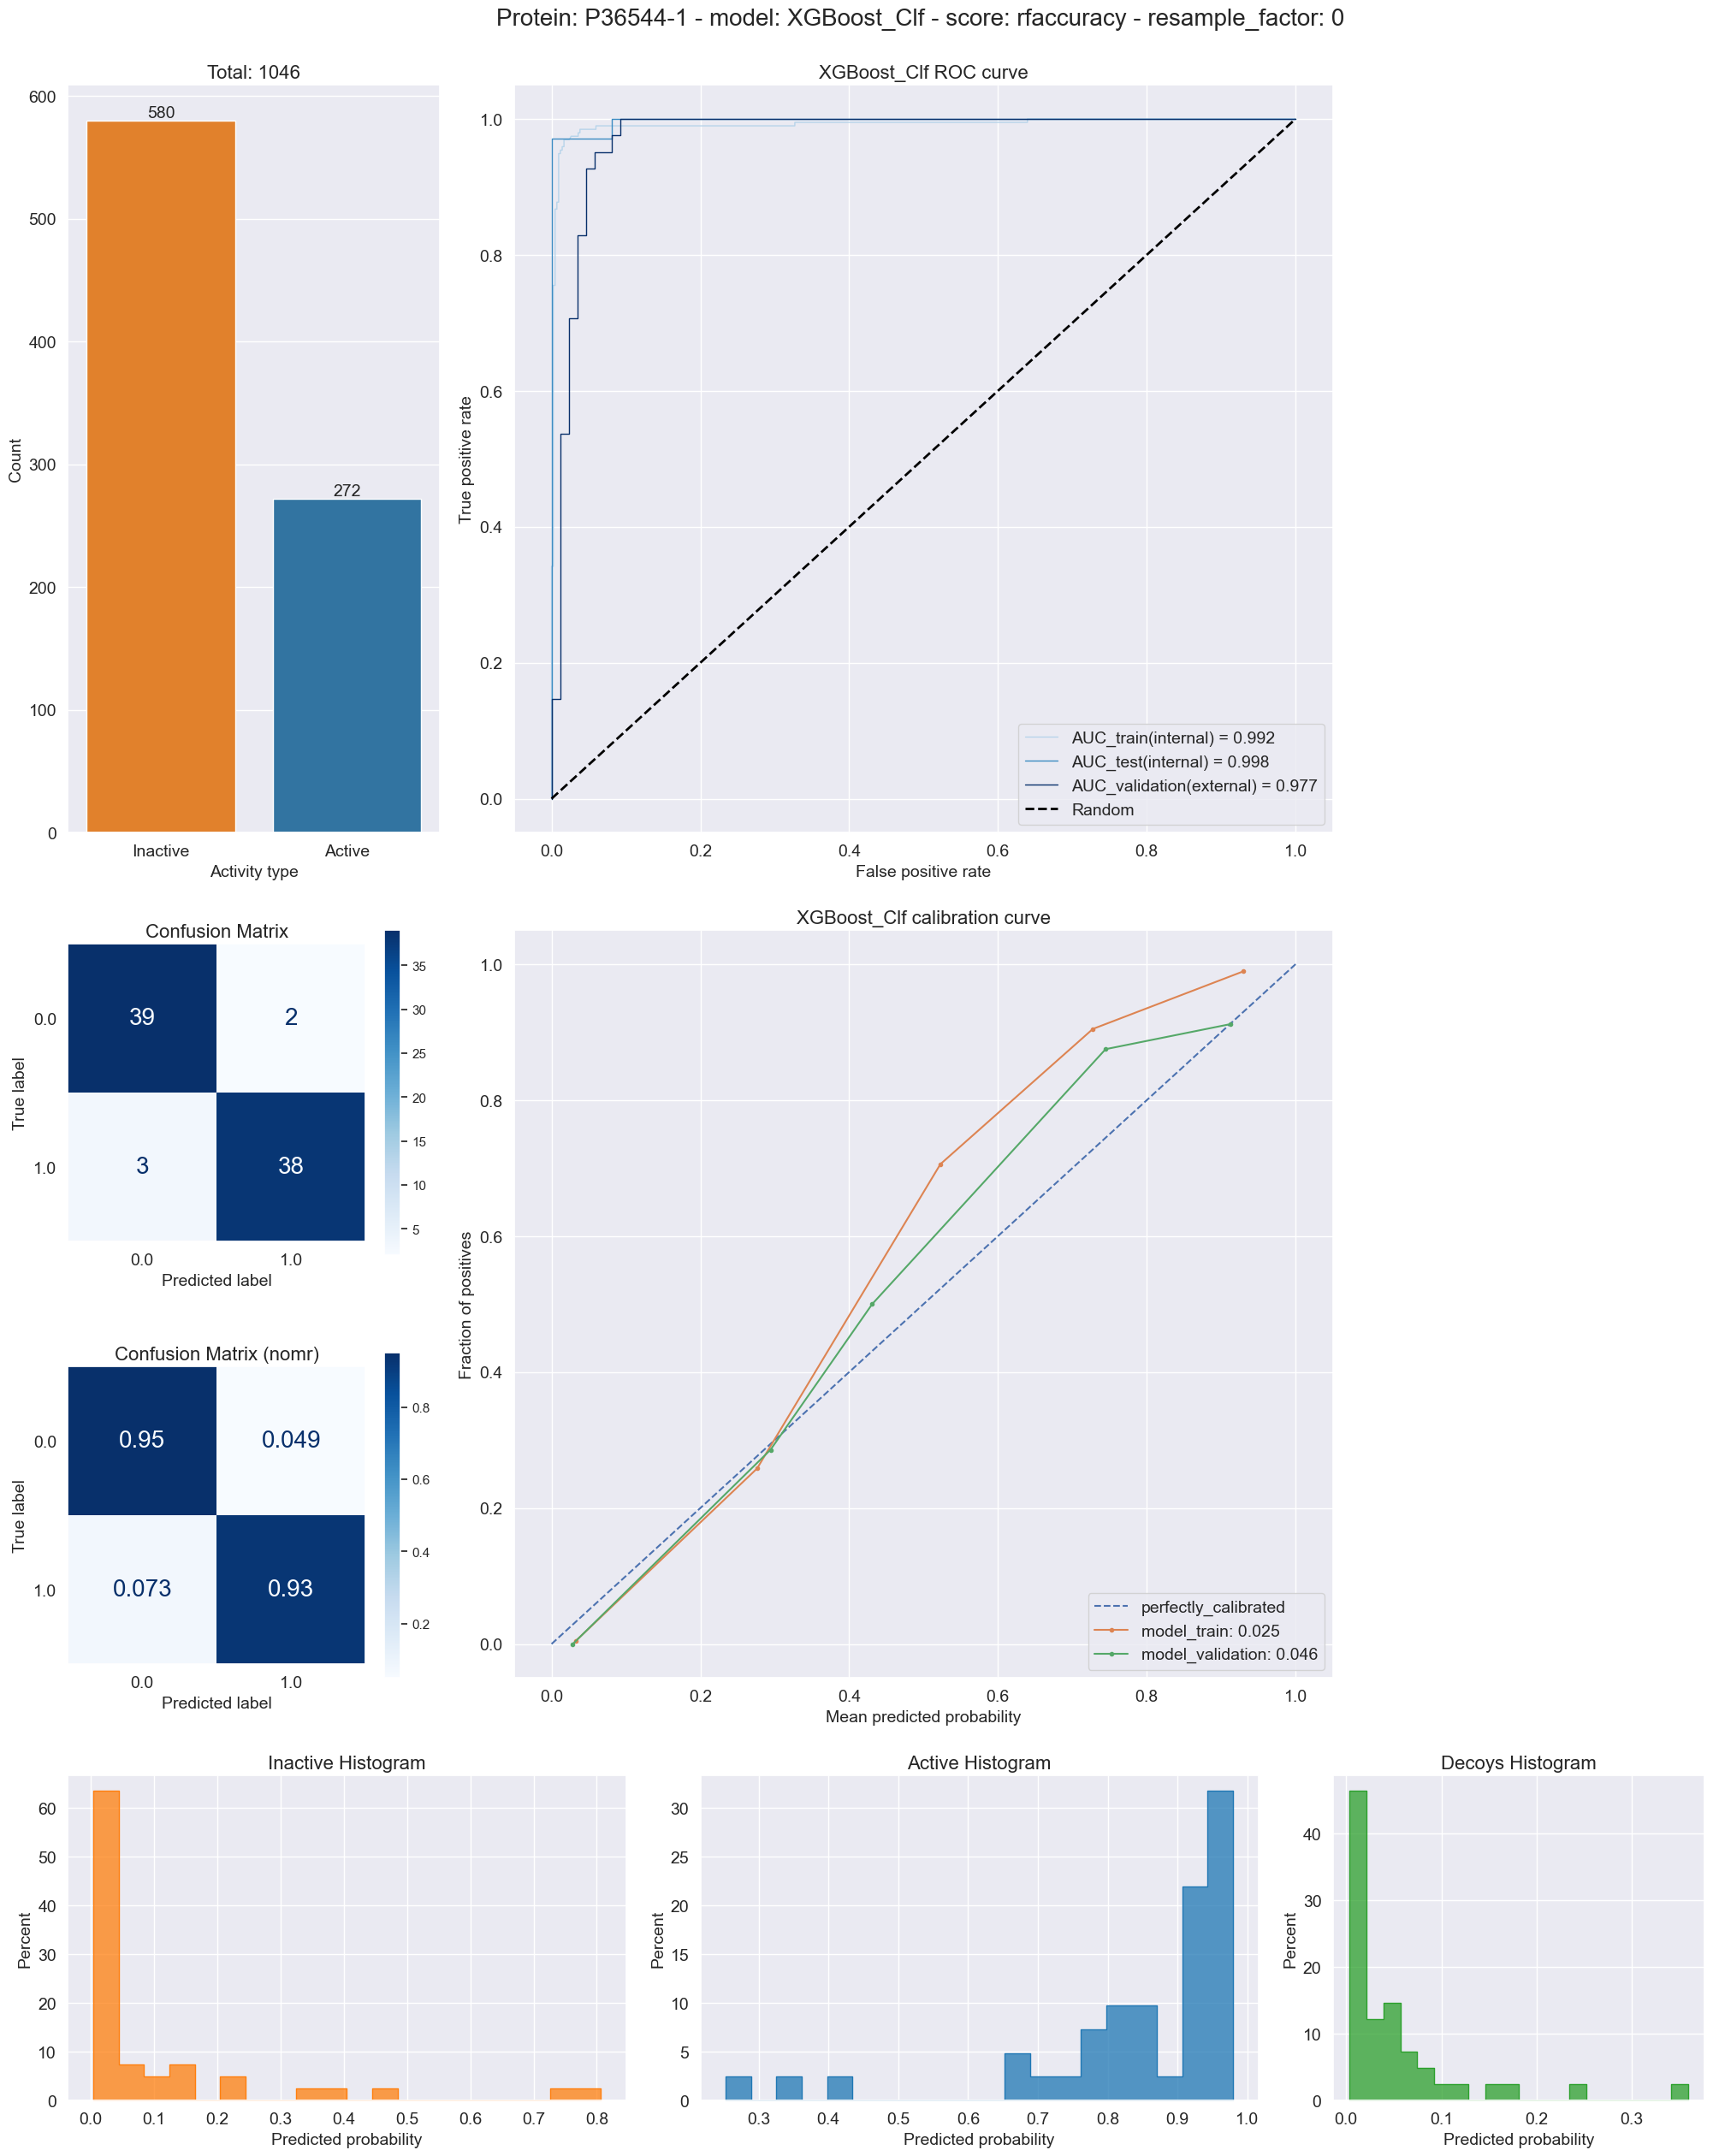 Protein: P36544-1 - model: XGBoost_Clf - score: rfaccuracy - resample_factor: 0
Total: 1046
600
500
400
300
200
100
0
Count
580
272
Inactive Active
Activity type
XGBoost_Clf ROC curve
1.0
0.8
0.6
0.4
0.2
0.0
True positive rate
AUC_train(internal) = 0.992
AUC_test(internal) = 0.998
AUC_validation(external) = 0.977
Random
0.0 0.2 0.4 0.6 0.8 1.0
False positive rate
Confusion Matrix
True label
0.0 39 2
1.0 3 38
0.0 1.0
Predicted label
35
30
25
20
15
10
5
Confusion Matrix (nomr)
True label
0.0 0.95 0.049
1.0 0.073 0.93
0.0 1.0
Predicted label
0.8
0.6
0.4
0.2
XGBoost_Clf calibration curve
1.0
0.8
0.6
0.4
0.2
0.0
Fraction of positives
perfectly_calibrated
model_train: 0.025
model_validation: 0.046
0.0 0.2 0.4 0.6 0.8 1.0
Mean predicted probability
Inactive Histogram
60
50
40
30
20
10
0
Percent
0.0 0.1 0.2 0.3 0.4 0.5 0.6 0.7 0.8
Predicted probability
Active Histogram
30
25
20
15
10
5
0
Percent
0.3 0.4 0.5 0.6 0.7 0.8 0.9 1.0
Predicted probability
Decoys Histogram
40
30
20
10
0
Percent
0.0 0.1 0.2 0.3
Predicted probability